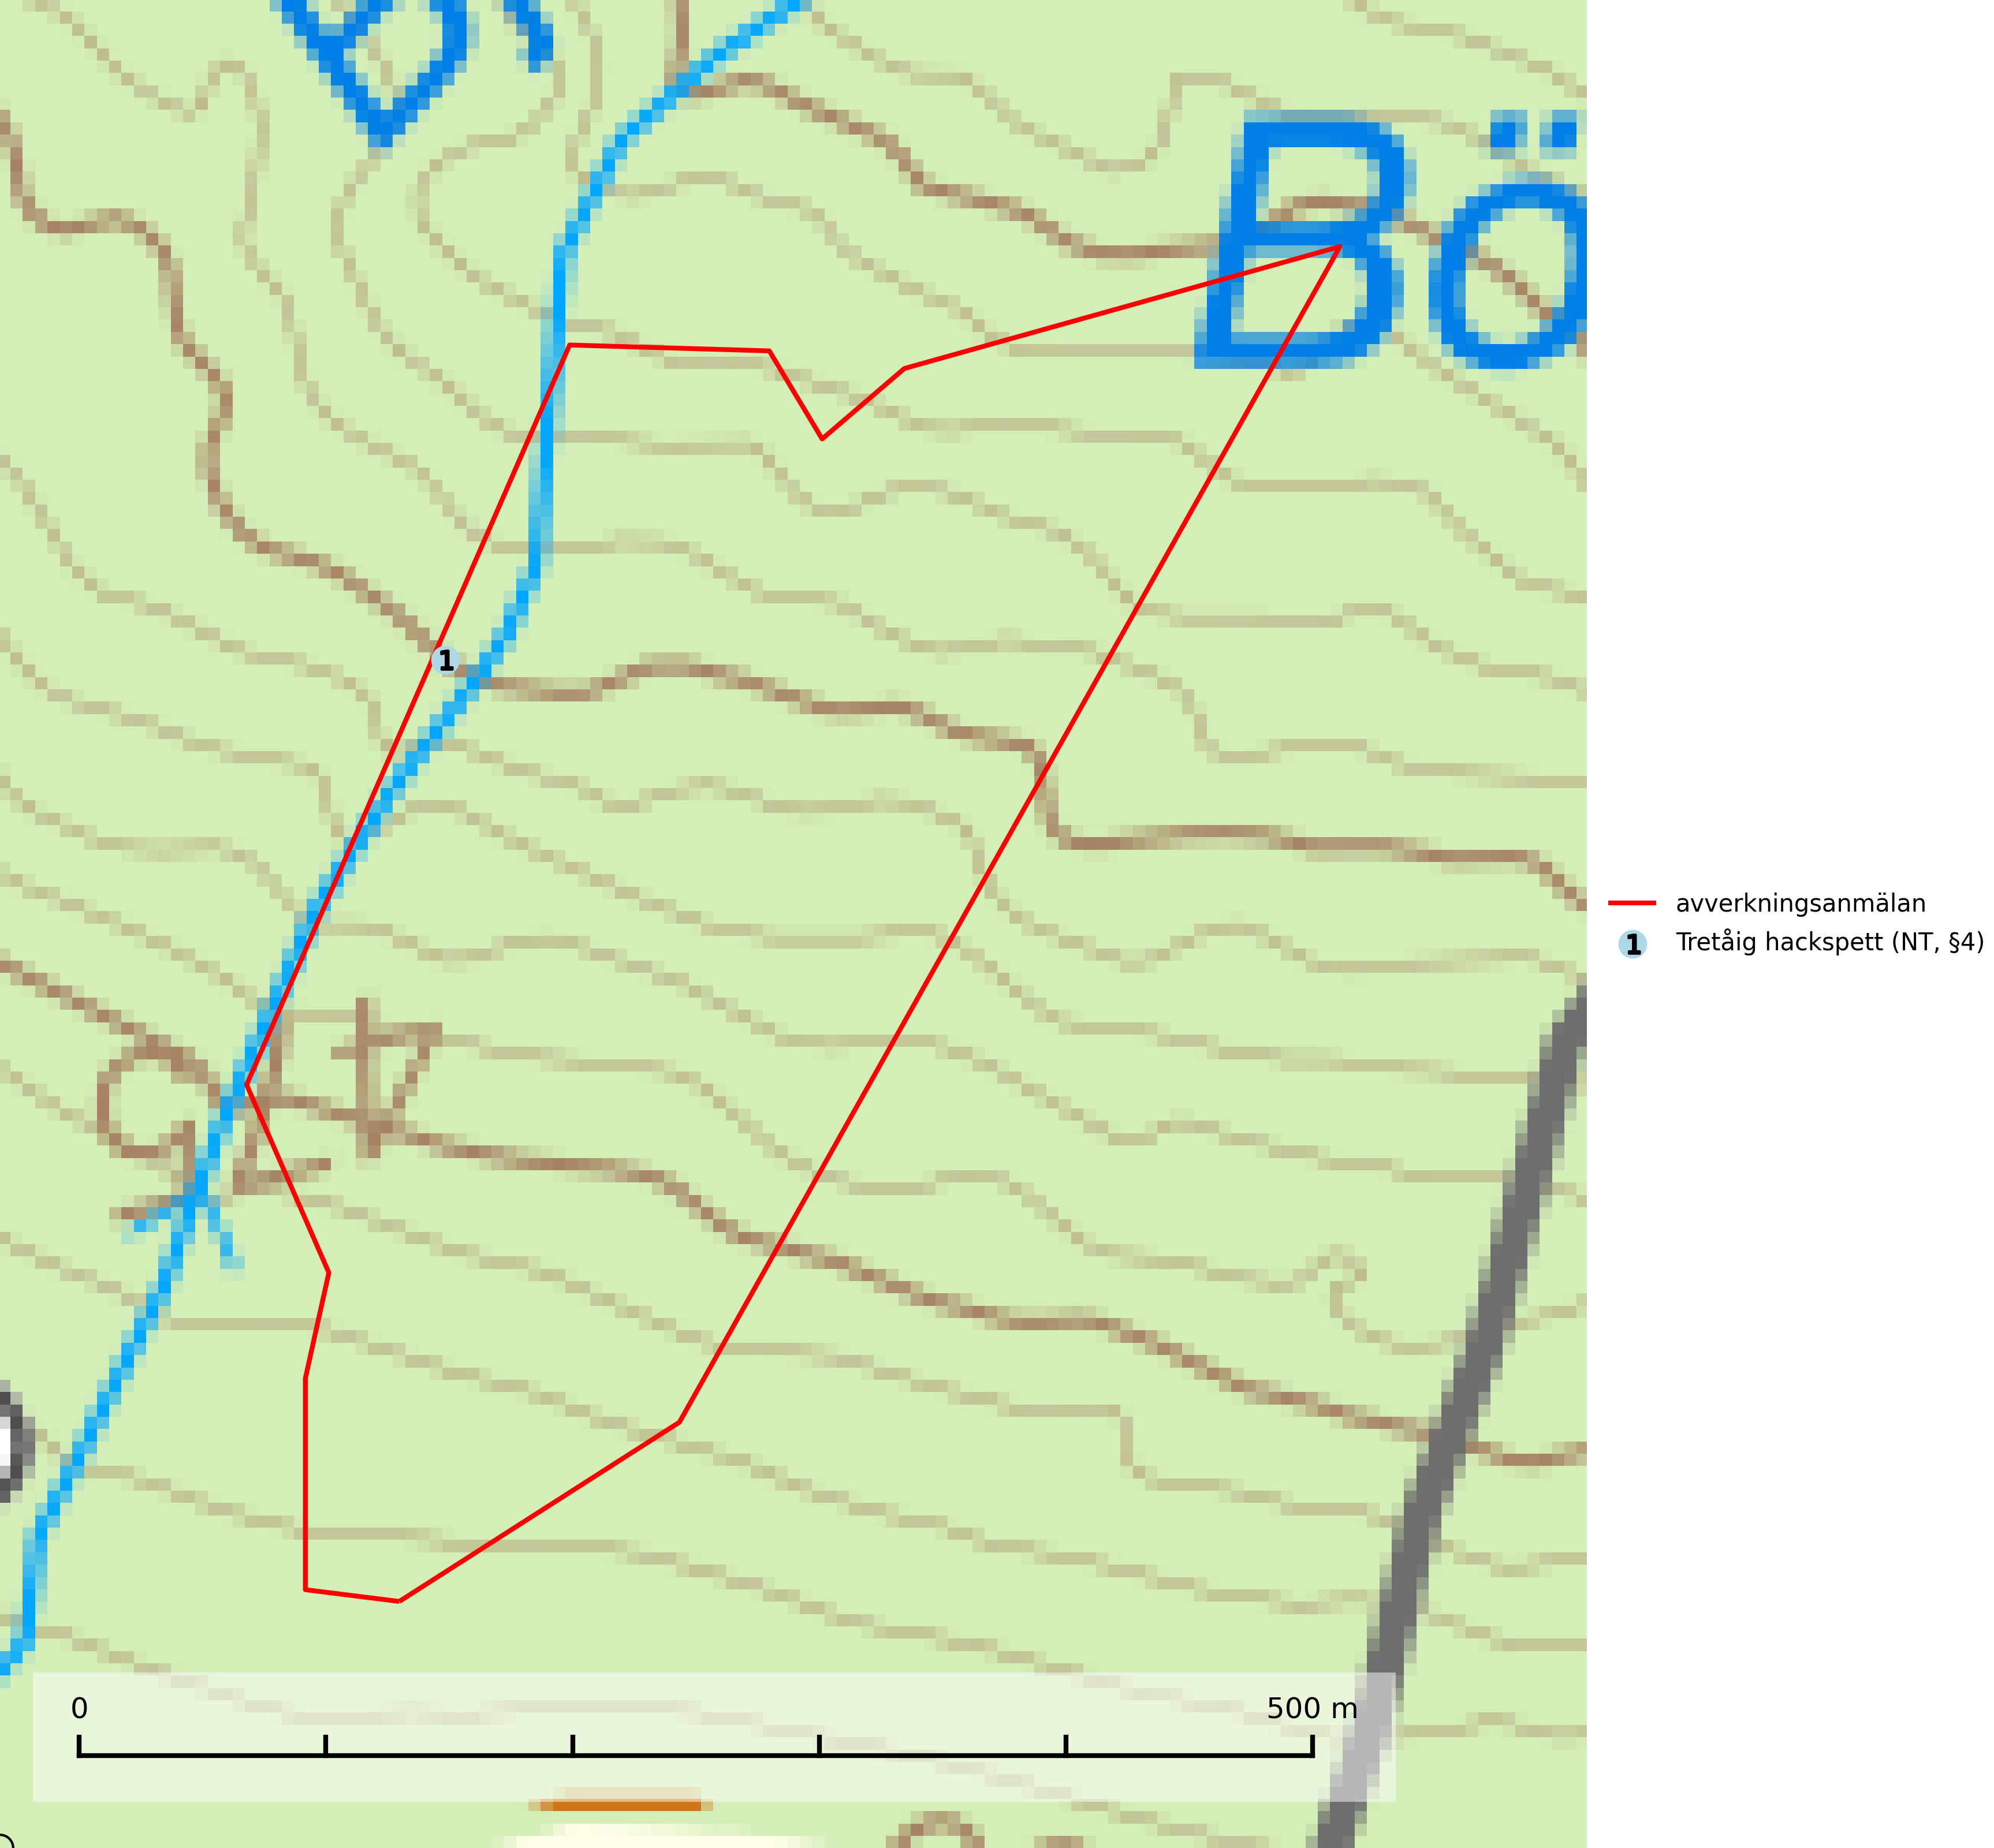 BÖ
1
avverkningsanmälan
1 Tretåig hackspett (NT, §4)
0 500 m